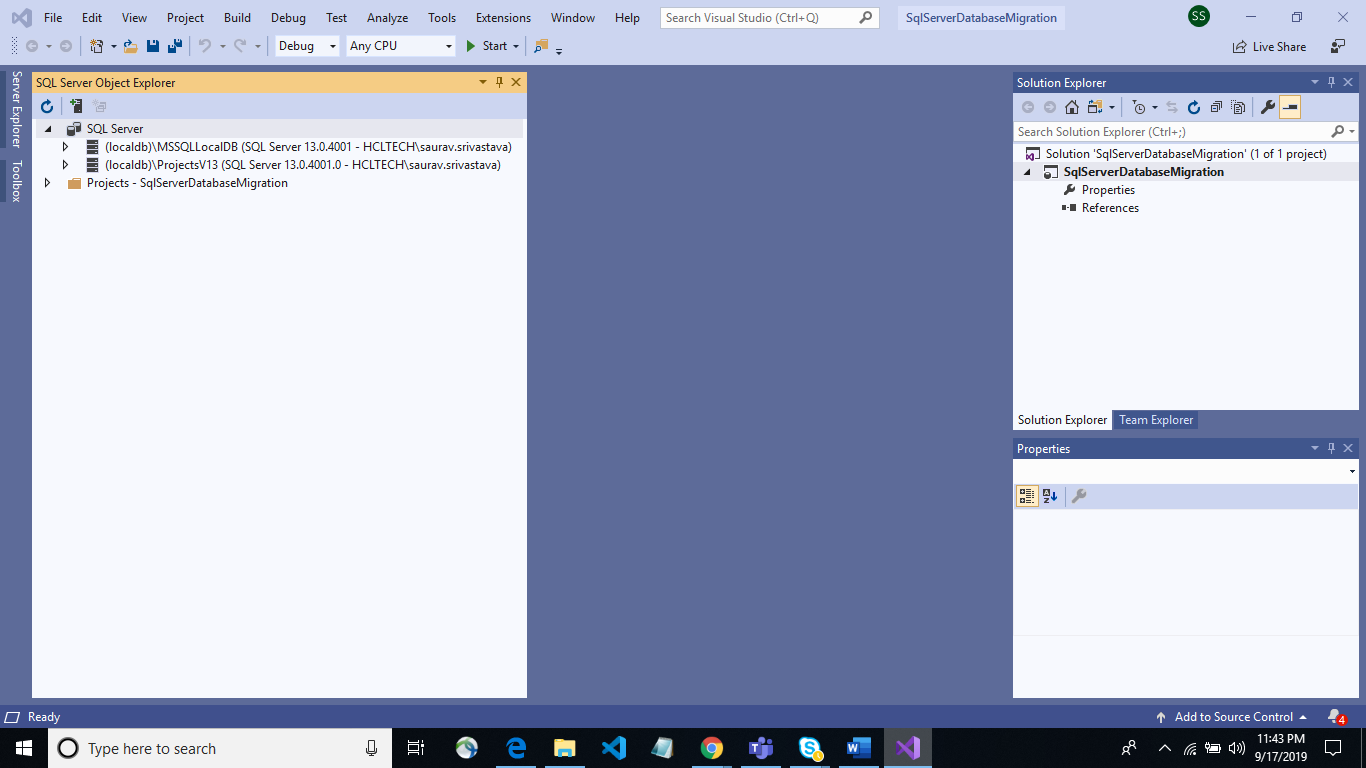 File Edit View Project Build Debug Test Analyze Tools Extensions Window Help Search Visual Studio (Ctrl+Q) SqlServerDatabaseMigration SS
Debug Any CPU Start Live Share
Server Explorer
Toolbox
SQL Server Object Explorer
SQL Server
(localdb)\MSSQLLocalDB (SQL Server 13.0.4001 - HCLTECH\saurav.srivastava)
(localdb)\ProjectsV13 (SQL Server 13.0.4001.0 - HCLTECH\saurav.srivastava)
Projects - SqlServerDatabaseMigration
Solution Explorer
Search Solution Explorer (Ctrl+;)
Solution 'SqlServerDatabaseMigration' (1 of 1 project)
SqlServerDatabaseMigration
Properties
References
Solution Explorer Team Explorer
Properties
Ready Add to Source Control 4
Type here to search
11:43 PM
9/17/2019